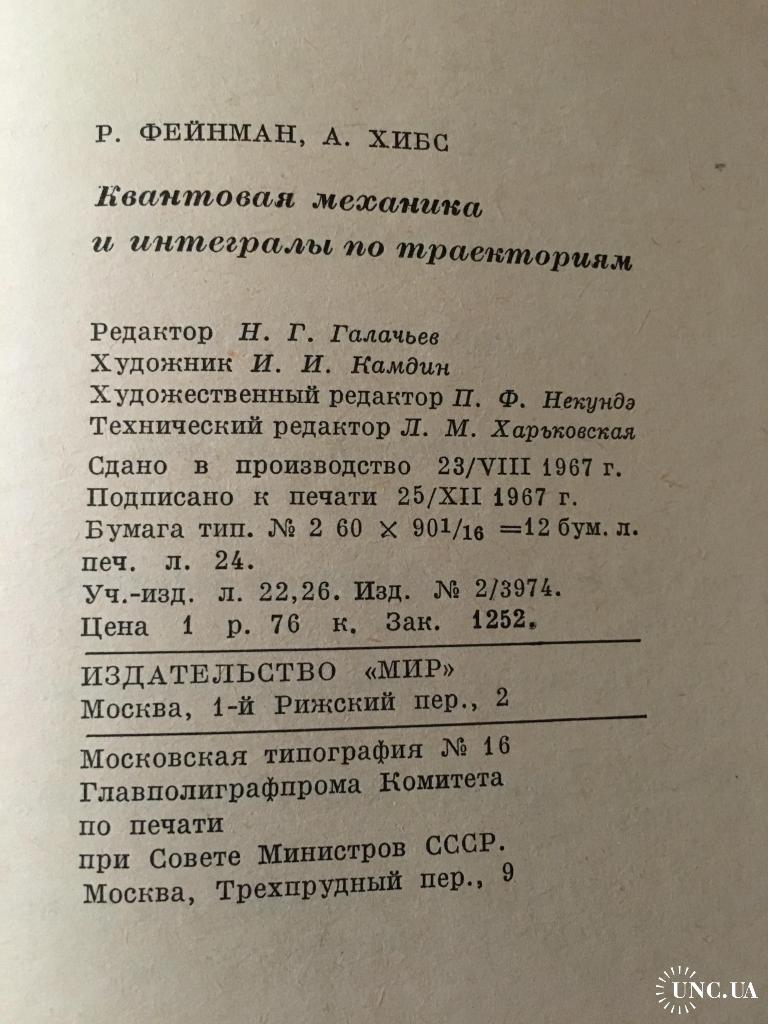 Р. ФЕЙНМАН, А. ХИБС
Квантовая механика
и интегралы по траекториям
Редактор Н. Г. Галачьев
Художник И. И. Камдин
Художественный редактор П. Ф. Некундэ
Технический редактор Л. М. Харьковская
Сдано в производство 23/VIII 1967 г.
Подписано к печати 25/XII 1967 г.
Бумага тип. № 2 60 × 90¹/₁₆ =12 бум. л.
печ. л. 24.
Уч.-изд. л. 22,26. Изд. № 2/3974.
Цена 1 р. 76 к. Зак. 1252.
ИЗДАТЕЛЬСТВО «МИР»
Москва, 1-й Рижский пер., 2
Московская типография № 16
Главполиграфпрома Комитета
по печати
при Совете Министров СССР.
Москва, Трехпрудный пер., 9
UNC.UA